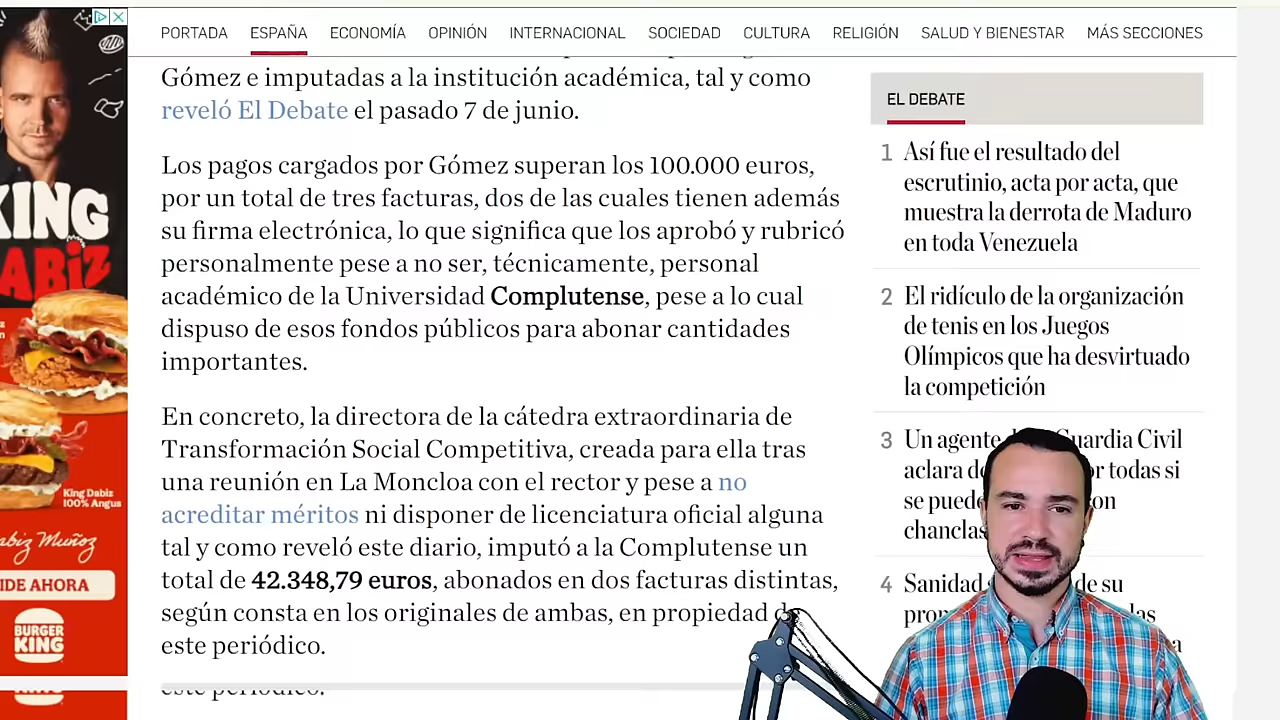 PORTADA
ESPAÑA
ECONOMÍA
OPINIÓN
INTERNACIONAL
SOCIEDAD
CULTURA
RELIGIÓN
SALUD Y BIENESTAR
MÁS SECCIONES
Gómez e imputadas a la institución académica, tal y como
reveló El Debate el pasado 7 de junio.
Los pagos cargados por Gómez superan los 100.000 euros,
por un total de tres facturas, dos de las cuales tienen además
su firma electrónica, lo que significa que los aprobó y rubricó
personalmente pese a no ser, técnicamente, personal
académico de la Universidad Complutense, pese a lo cual
dispuso de esos fondos públicos para abonar cantidades
importantes.
En concreto, la directora de la cátedra extraordinaria de
Transformación Social Competitiva, creada para ella tras
una reunión en La Moncloa con el rector y pese a no
acreditar méritos ni disponer de licenciatura oficial alguna
tal y como reveló este diario, imputó a la Complutense un
total de 42.348,79 euros, abonados en dos facturas distintas,
según consta en los originales de ambas, en propiedad de
este periódico.
este periódico.
EL DEBATE
1 Así fue el resultado del
escrutinio, acta por acta, que
muestra la derrota de Maduro
en toda Venezuela
2 El ridículo de la organización
de tenis en los Juegos
Olímpicos que ha desvirtuado
la competición
3 Un agente Guardia Civil
aclara todas si
se puede con
chanclas
4 Sanidad de su
las
KING
DABIZ
King Dabiz
100% Angus
Dabiz Muñoz
PIDE AHORA
BURGER
KING